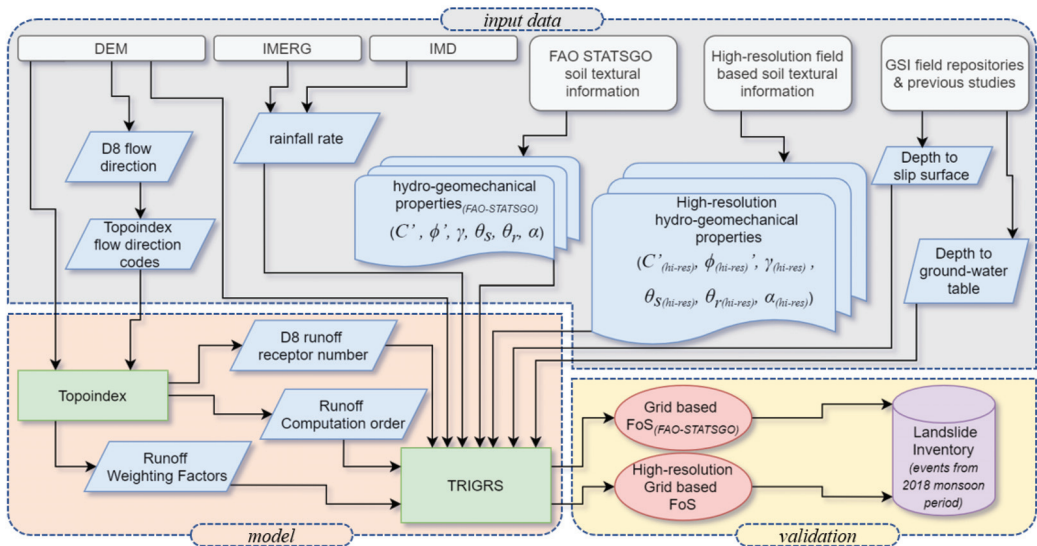 input data
DEM
IMERG
IMD
FAO STATSGO
soil textural
information
High-resolution field
based soil textural
information
GSI field repositories
& previous studies
D8 flow
direction
rainfall rate
Depth to
slip surface
hydro-geomechanical
properties(FAO-STATSGO)
(C', ϕ', γ, θs, θr, α)
High-resolution
hydro-geomechanical
properties
(C'(hi-res), ϕ(hi-res)', γ(hi-res) ,
θs(hi-res), θr(hi-res), α(hi-res))
Topoindex
flow direction
codes
Depth to
ground-water
table
D8 runoff
receptor number
Topoindex
Runoff
Computation order
Runoff
Weighting Factors
TRIGRS
model
Grid based
FoS(FAO-STATSGO)
High-resolution
Grid based
FoS
Landslide
Inventory
(events from
2018 monsoon
period)
validation